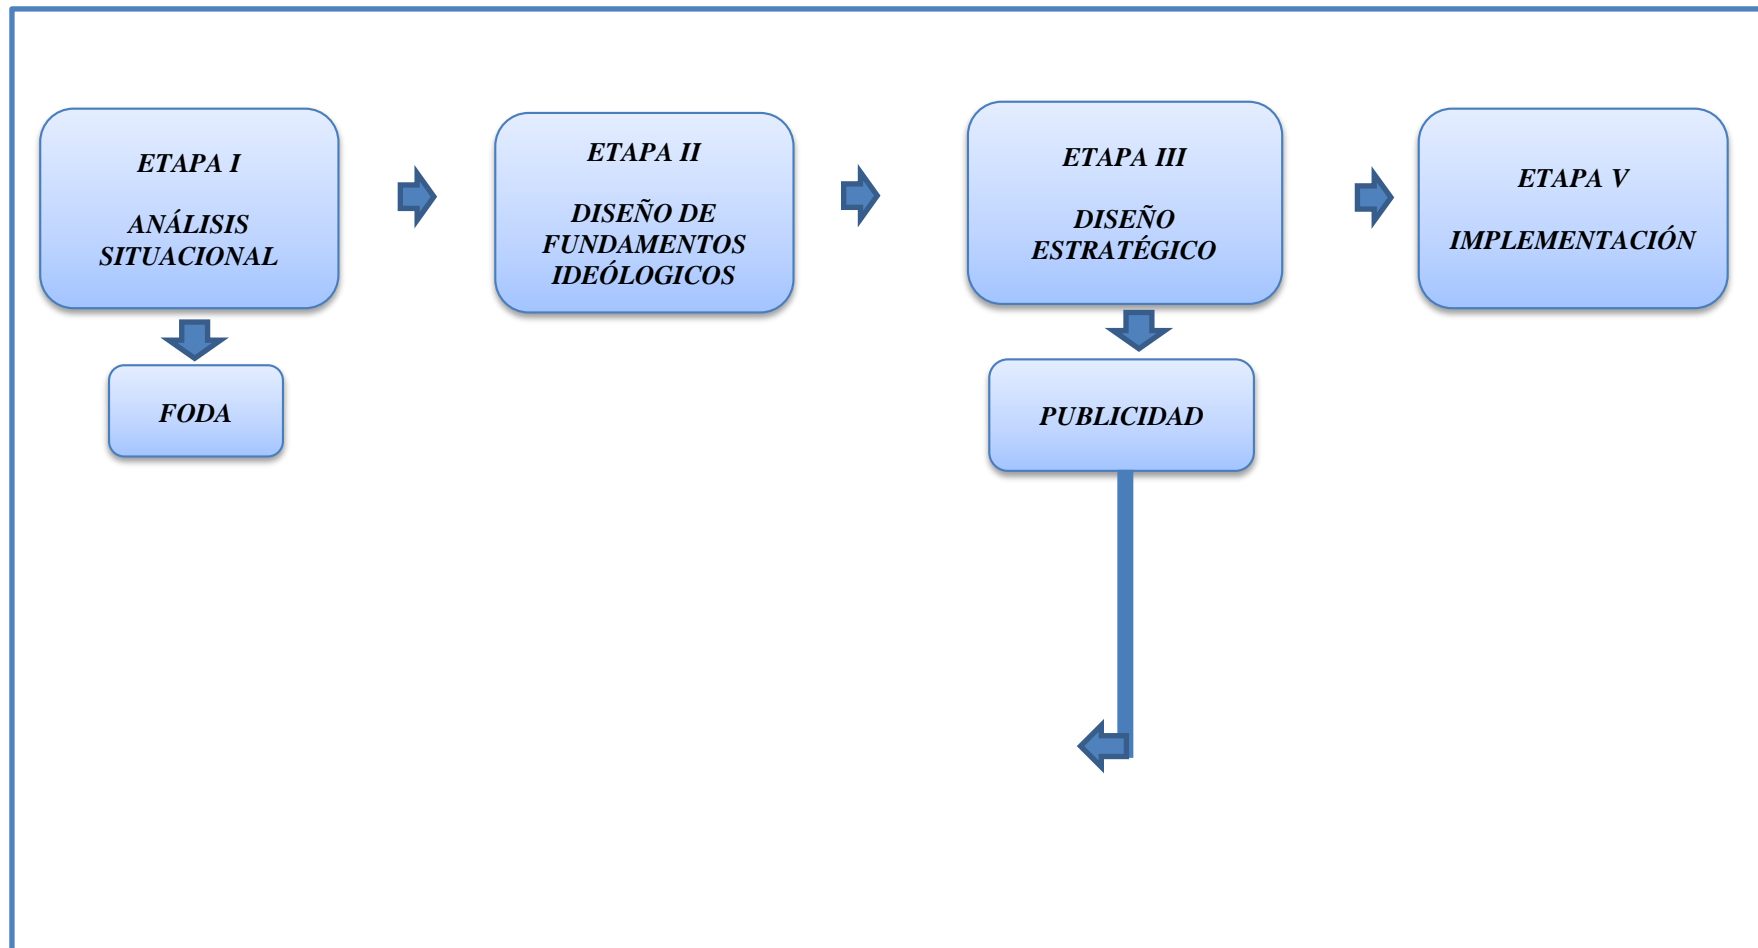 ETAPA I
ANÁLISIS
SITUACIONAL
FODA
ETAPA II
DISEÑO DE
FUNDAMENTOS
IDEÓLOGICOS
ETAPA III
DISEÑO
ESTRATÉGICO
PUBLICIDAD
ETAPA V
IMPLEMENTACIÓN